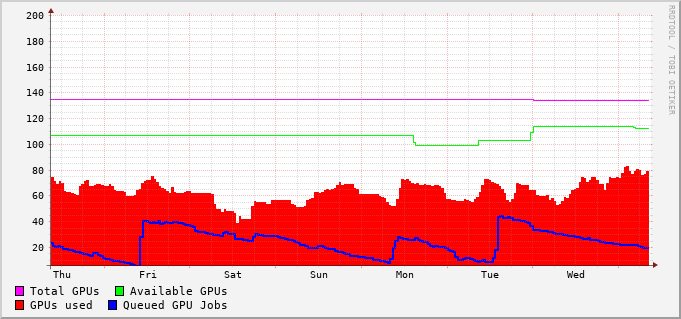 200
180
160
140
120
100
80
60
40
20
Thu Fri Sat Sun Mon Tue Wed
Total GPUs Available GPUs
GPUs used Queued GPU Jobs
RRDTOOL / TOBI OETIKER